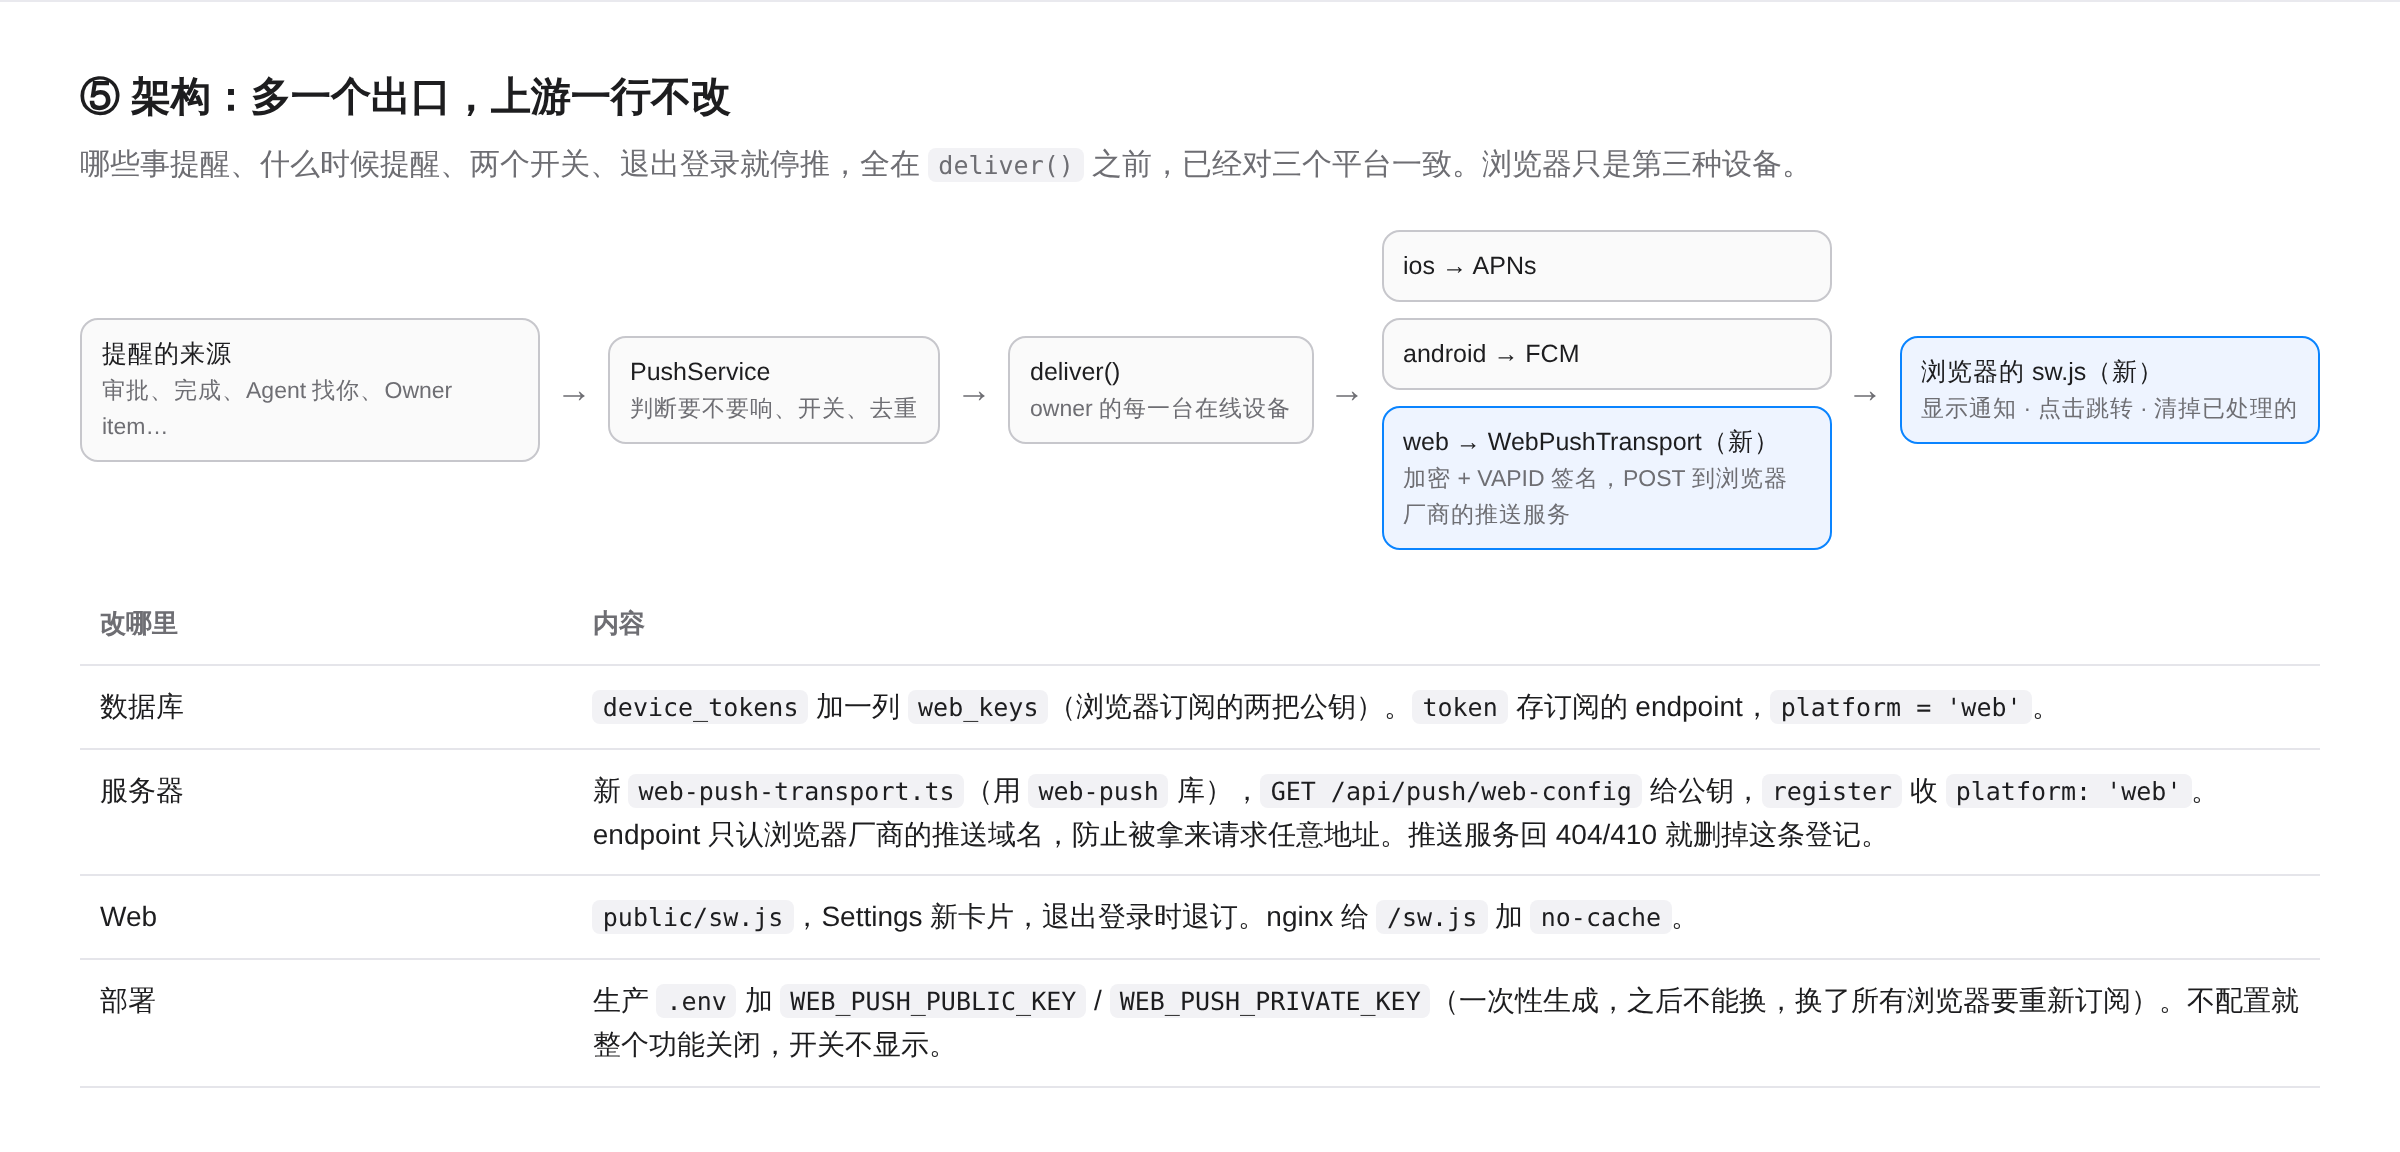 ⑤ 架构：多一个出口，上游一行不改
哪些事提醒、什么时候提醒、两个开关、退出登录就停推，全在 deliver() 之前，已经对三个平台一致。浏览器只是第三种设备。
提醒的来源
审批、完成、Agent 找你、Owner
item…
→
PushService
判断要不要响、开关、去重
→
deliver()
owner 的每一台在线设备
→
ios → APNs
android → FCM
web → WebPushTransport（新）
加密 + VAPID 签名，POST 到浏览器
厂商的推送服务
→
浏览器的 sw.js（新）
显示通知 · 点击跳转 · 清掉已处理的
改哪里 内容
数据库 device_tokens 加一列 web_keys（浏览器订阅的两把公钥）。token 存订阅的 endpoint，platform = 'web'。
服务器 新 web-push-transport.ts（用 web-push 库），GET /api/push/web-config 给公钥，register 收 platform: 'web'。
endpoint 只认浏览器厂商的推送域名，防止被拿来请求任意地址。推送服务回 404/410 就删掉这条登记。
Web public/sw.js，Settings 新卡片，退出登录时退订。nginx 给 /sw.js 加 no-cache。
部署 生产 .env 加 WEB_PUSH_PUBLIC_KEY / WEB_PUSH_PRIVATE_KEY（一次性生成，之后不能换，换了所有浏览器要重新订阅）。不配置就
整个功能关闭，开关不显示。